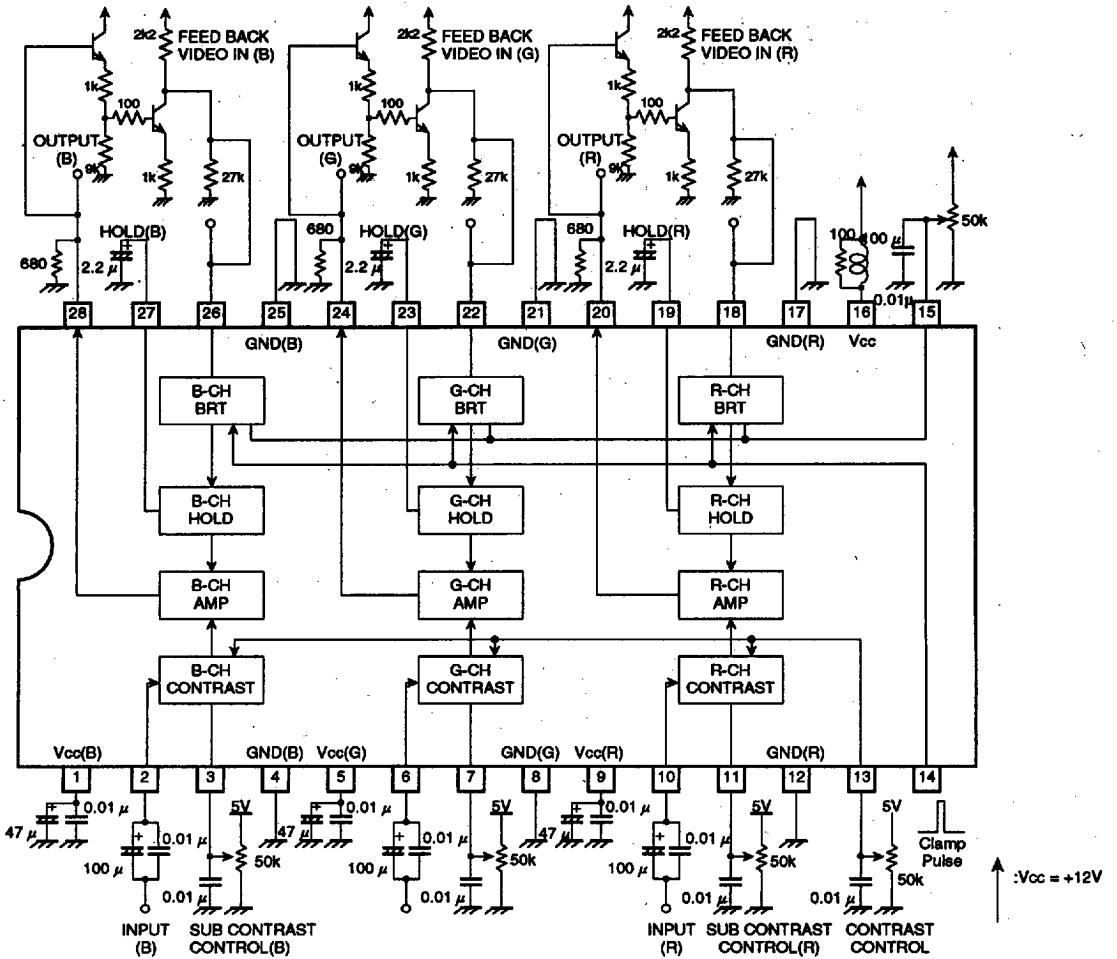 2k2
FEED BACK
VIDEO IN (B)
1k
100
OUTPUT
(B)
9k
1k
27k
680
HOLD(B)
2.2 μ
2k2
FEED BACK
VIDEO IN (G)
1k
100
OUTPUT
(G)
9k
1k
27k
680
HOLD(G)
2.2 μ
2k2
FEED BACK
VIDEO IN (R)
1k
100
OUTPUT
(R)
9k
1k
27k
680
HOLD(R)
2.2 μ
100
100 μ
0.01μ
50k
28
27
26
25
24
23
22
21
20
19
18
17
16
15
GND(B)
GND(G)
GND(R)
Vcc
B-CH
BRT
G-CH
BRT
R-CH
BRT
B-CH
HOLD
G-CH
HOLD
R-CH
HOLD
B-CH
AMP
G-CH
AMP
R-CH
AMP
B-CH
CONTRAST
G-CH
CONTRAST
R-CH
CONTRAST
Vcc(B)
GND(B)
Vcc(G)
GND(G)
Vcc(R)
GND(R)
1
2
3
4
5
6
7
8
9
10
11
12
13
14
47 μ
0.01 μ
100 μ
0.01 μ
0.01 μ
5V
50k
47 μ
0.01 μ
100 μ
0.01 μ
0.01 μ
5V
50k
47 μ
0.01 μ
100 μ
0.01 μ
0.01 μ
5V
50k
0.01 μ
5V
50k
Clamp
Pulse
:Vcc = +12V
INPUT
(B)
SUB CONTRAST
CONTROL(B)
INPUT
(R)
SUB CONTRAST
CONTROL(R)
CONTRAST
CONTROL